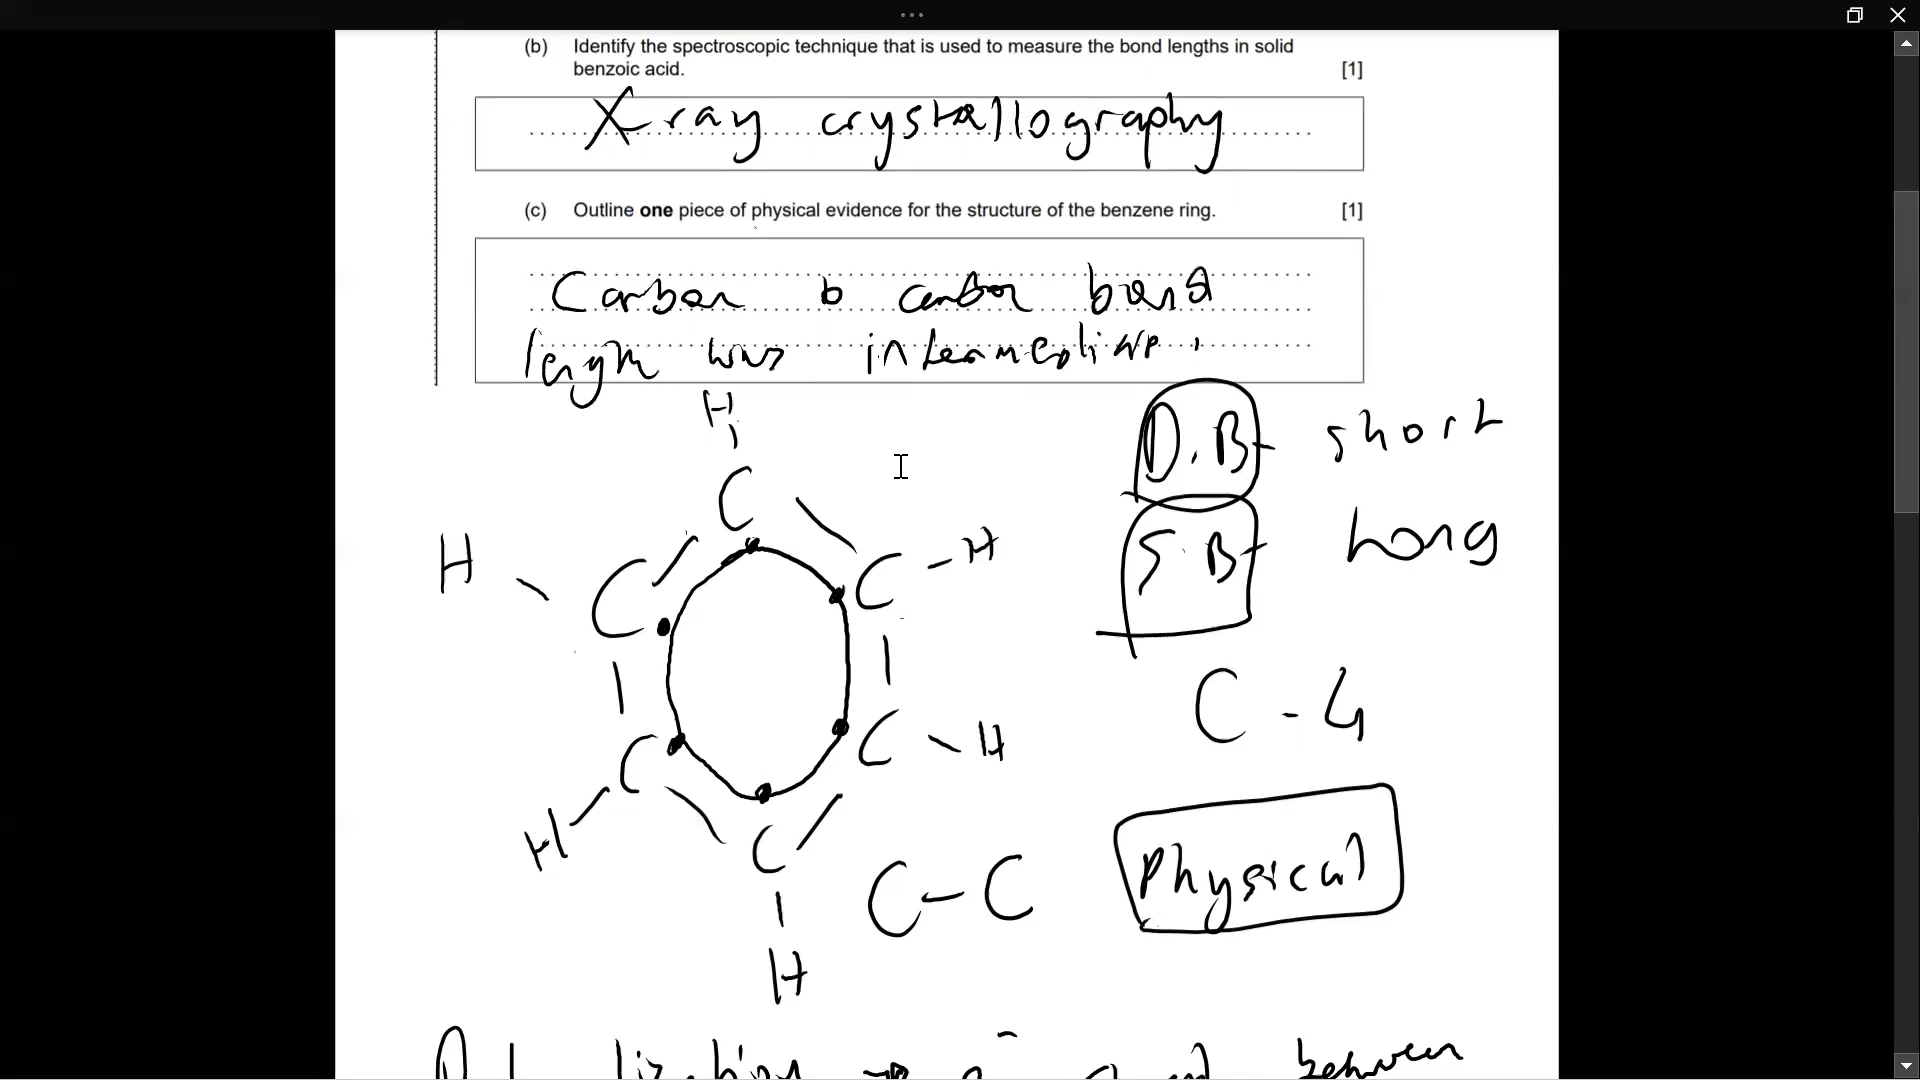 (b) Identify the spectroscopic technique that is used to measure the bond lengths in solid
benzoic acid. [1]
X-ray crystallography
(c) Outline one piece of physical evidence for the structure of the benzene ring. [1]
Carbon to carbon bond
length was intermediate.
H
D.B - short
C
H C C - H
S.B - Long
C - 4
C C - H
H
C
C - C
Physical
H
between